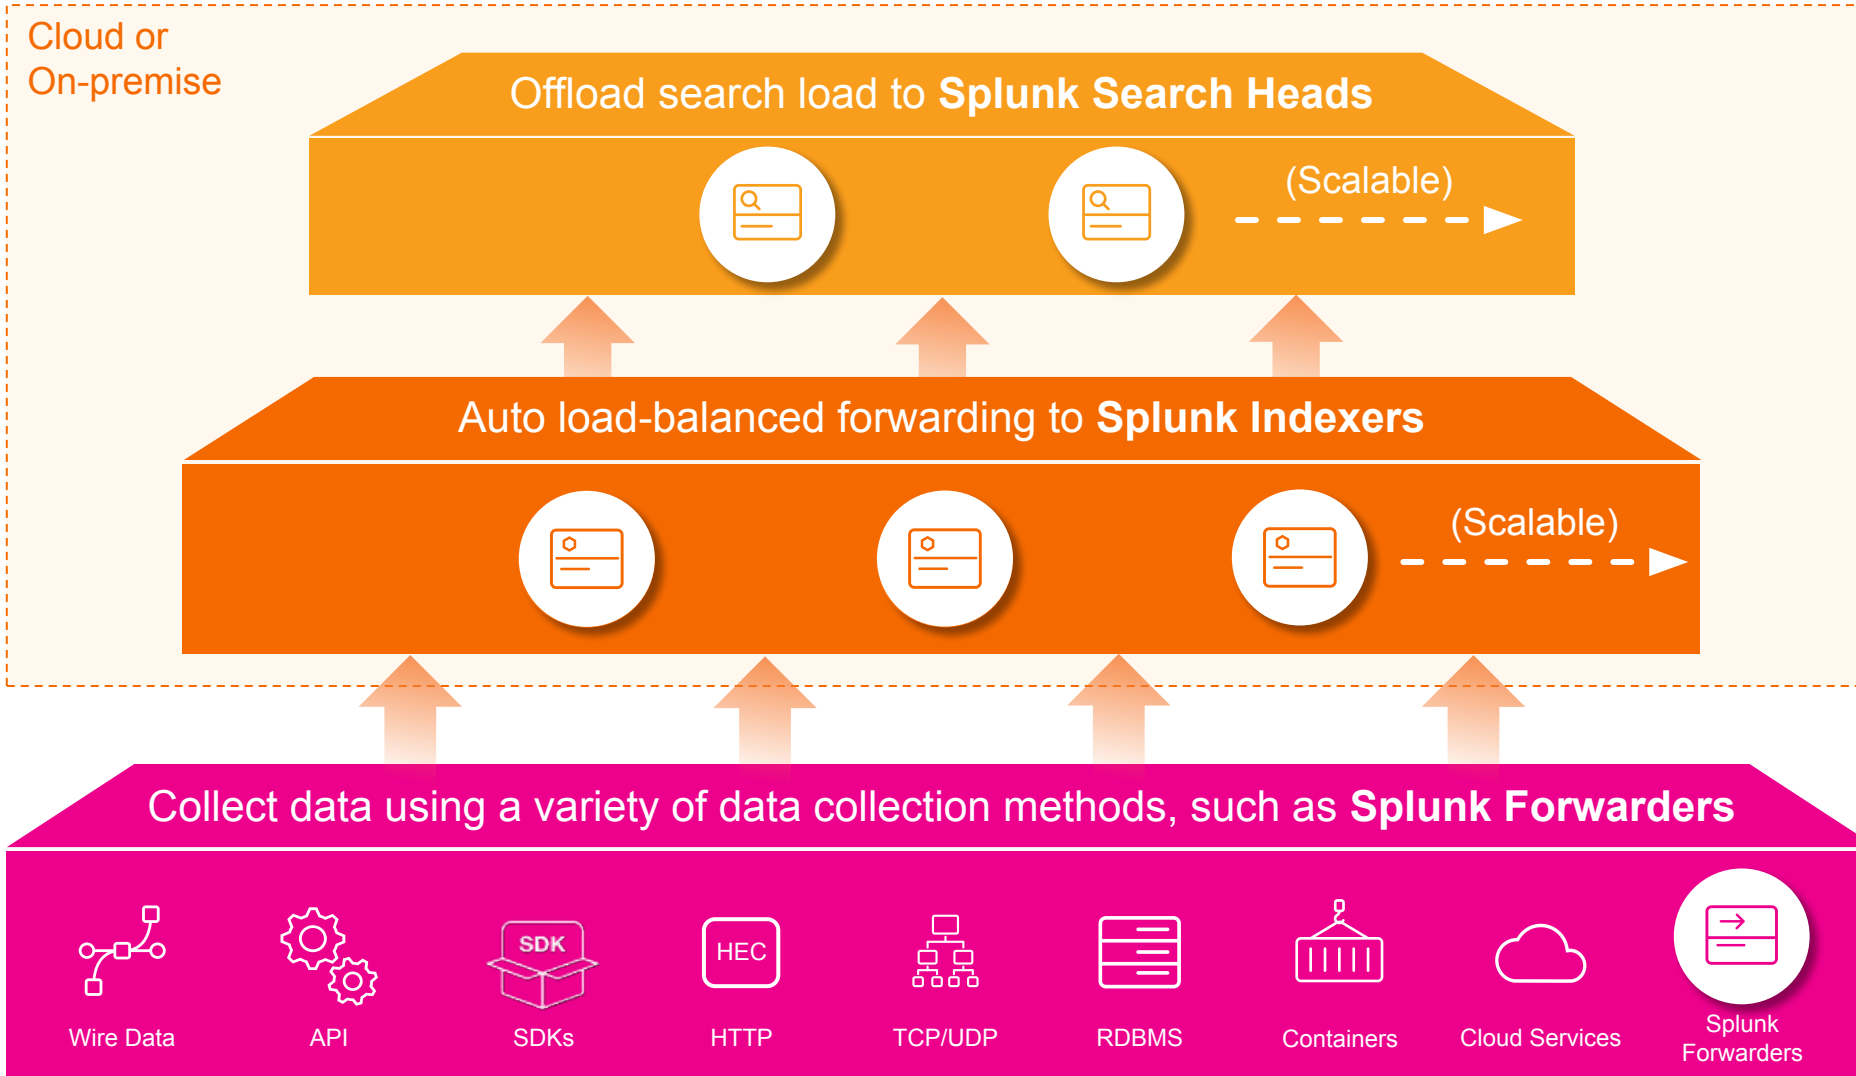 Cloud or
On-premise
Offload search load to Splunk Search Heads
(Scalable)
Auto load-balanced forwarding to Splunk Indexers
(Scalable)
Collect data using a variety of data collection methods, such as Splunk Forwarders
SDK
HEC
Wire Data
API
SDKs
HTTP
TCP/UDP
RDBMS
Containers
Cloud Services
Splunk
Forwarders